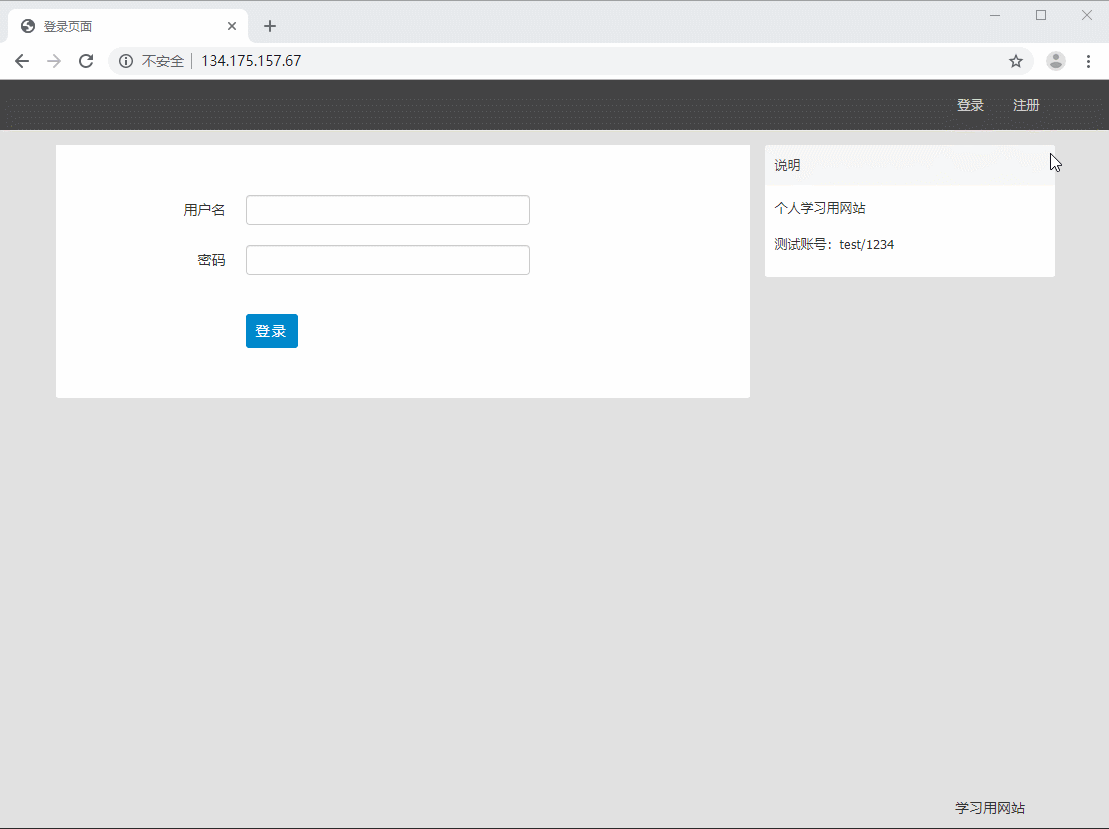 登录页面
不安全 134.175.157.67
登录 注册
说明
用户名
个人学习用网站
测试账号：test/1234
密码
登录
学习用网站